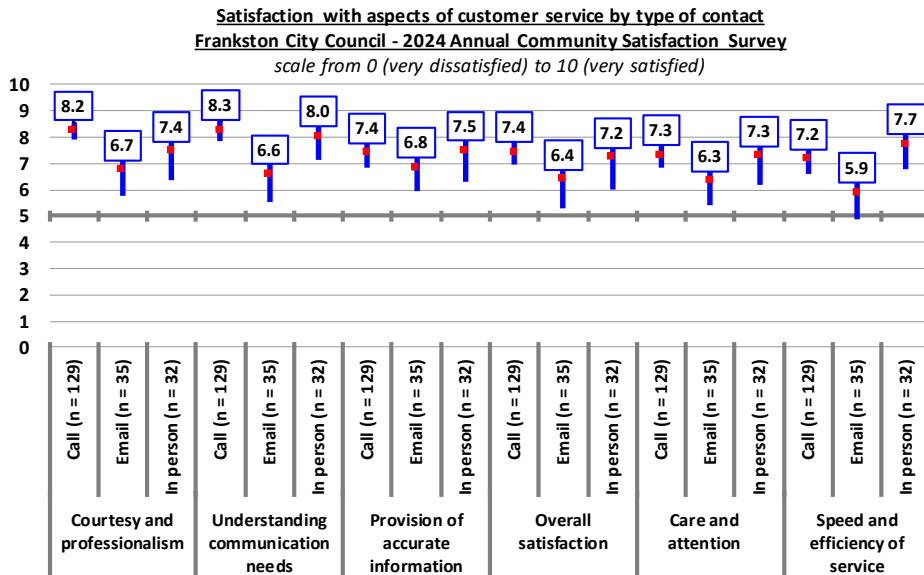 Satisfaction with aspects of customer service by type of contact
Frankston City Council - 2024 Annual Community Satisfaction Survey
scale from 0 (very dissatisfied) to 10 (very satisfied)
10
9
8
7
6
5
4
3
2
1
0
8.2
6.7
7.4
8.3
6.6
8.0
7.4
6.8
7.5
7.4
6.4
7.2
7.3
6.3
7.3
7.2
5.9
7.7
Call (n = 129)
Email (n = 35)
In person (n = 32)
Call (n = 129)
Email (n = 35)
In person (n = 32)
Call (n = 129)
Email (n = 35)
In person (n = 32)
Call (n = 129)
Email (n = 35)
In person (n = 32)
Call (n = 129)
Email (n = 35)
In person (n = 32)
Call (n = 129)
Email (n = 35)
In person (n = 32)
Courtesy and
professionalism
Understanding
communication
needs
Provision of
accurate
information
Overall
satisfaction
Care and
attention
Speed and
efficiency of
service